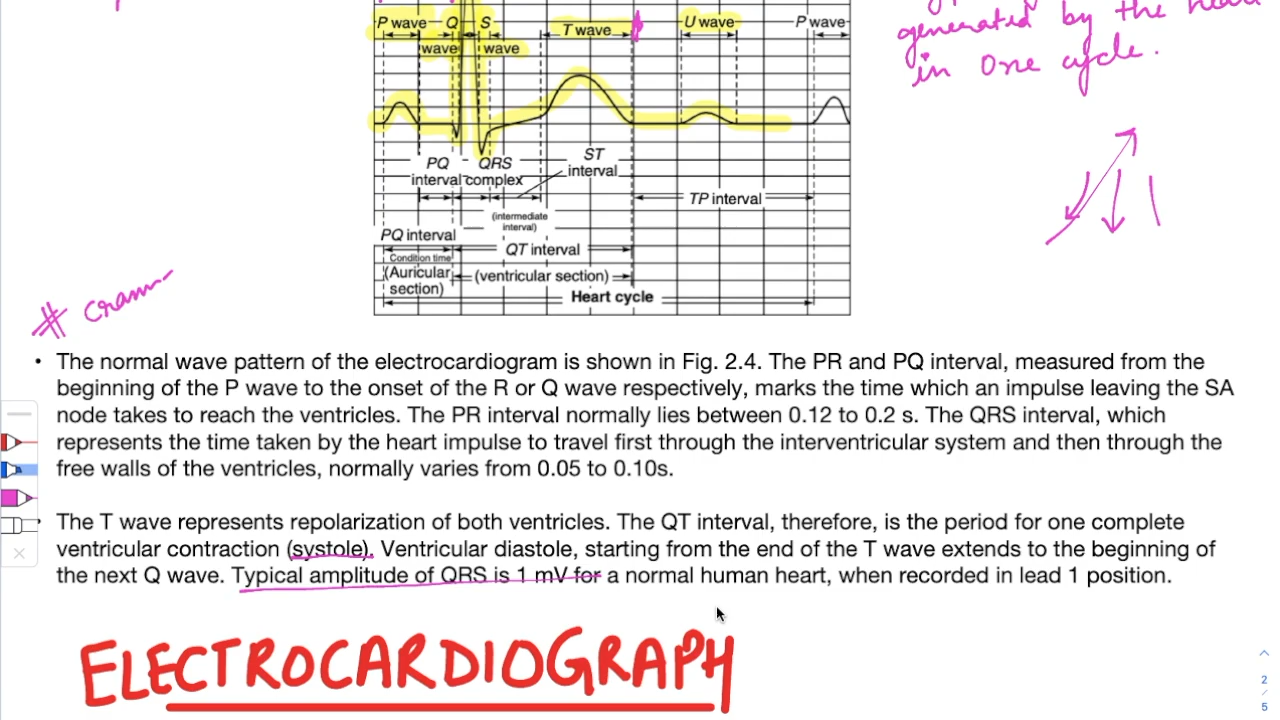 generated by the heart
in One cycle.
P wave Q S T wave U wave P wave
wave wave
PQ QRS ST
interval complex interval
TP interval
(intermediate
interval)
PQ interval QT interval
Condition time
(Auricular (ventricular section)
section) Heart cycle
# cram
• The normal wave pattern of the electrocardiogram is shown in Fig. 2.4. The PR and PQ interval, measured from the
beginning of the P wave to the onset of the R or Q wave respectively, marks the time which an impulse leaving the SA
node takes to reach the ventricles. The PR interval normally lies between 0.12 to 0.2 s. The QRS interval, which
represents the time taken by the heart impulse to travel first through the interventricular system and then through the
free walls of the ventricles, normally varies from 0.05 to 0.10s.
The T wave represents repolarization of both ventricles. The QT interval, therefore, is the period for one complete
ventricular contraction (systole). Ventricular diastole, starting from the end of the T wave extends to the beginning of
the next Q wave. Typical amplitude of QRS is 1 mV for a normal human heart, when recorded in lead 1 position.
ELECTROCARDIOGRAPH
2
/
5